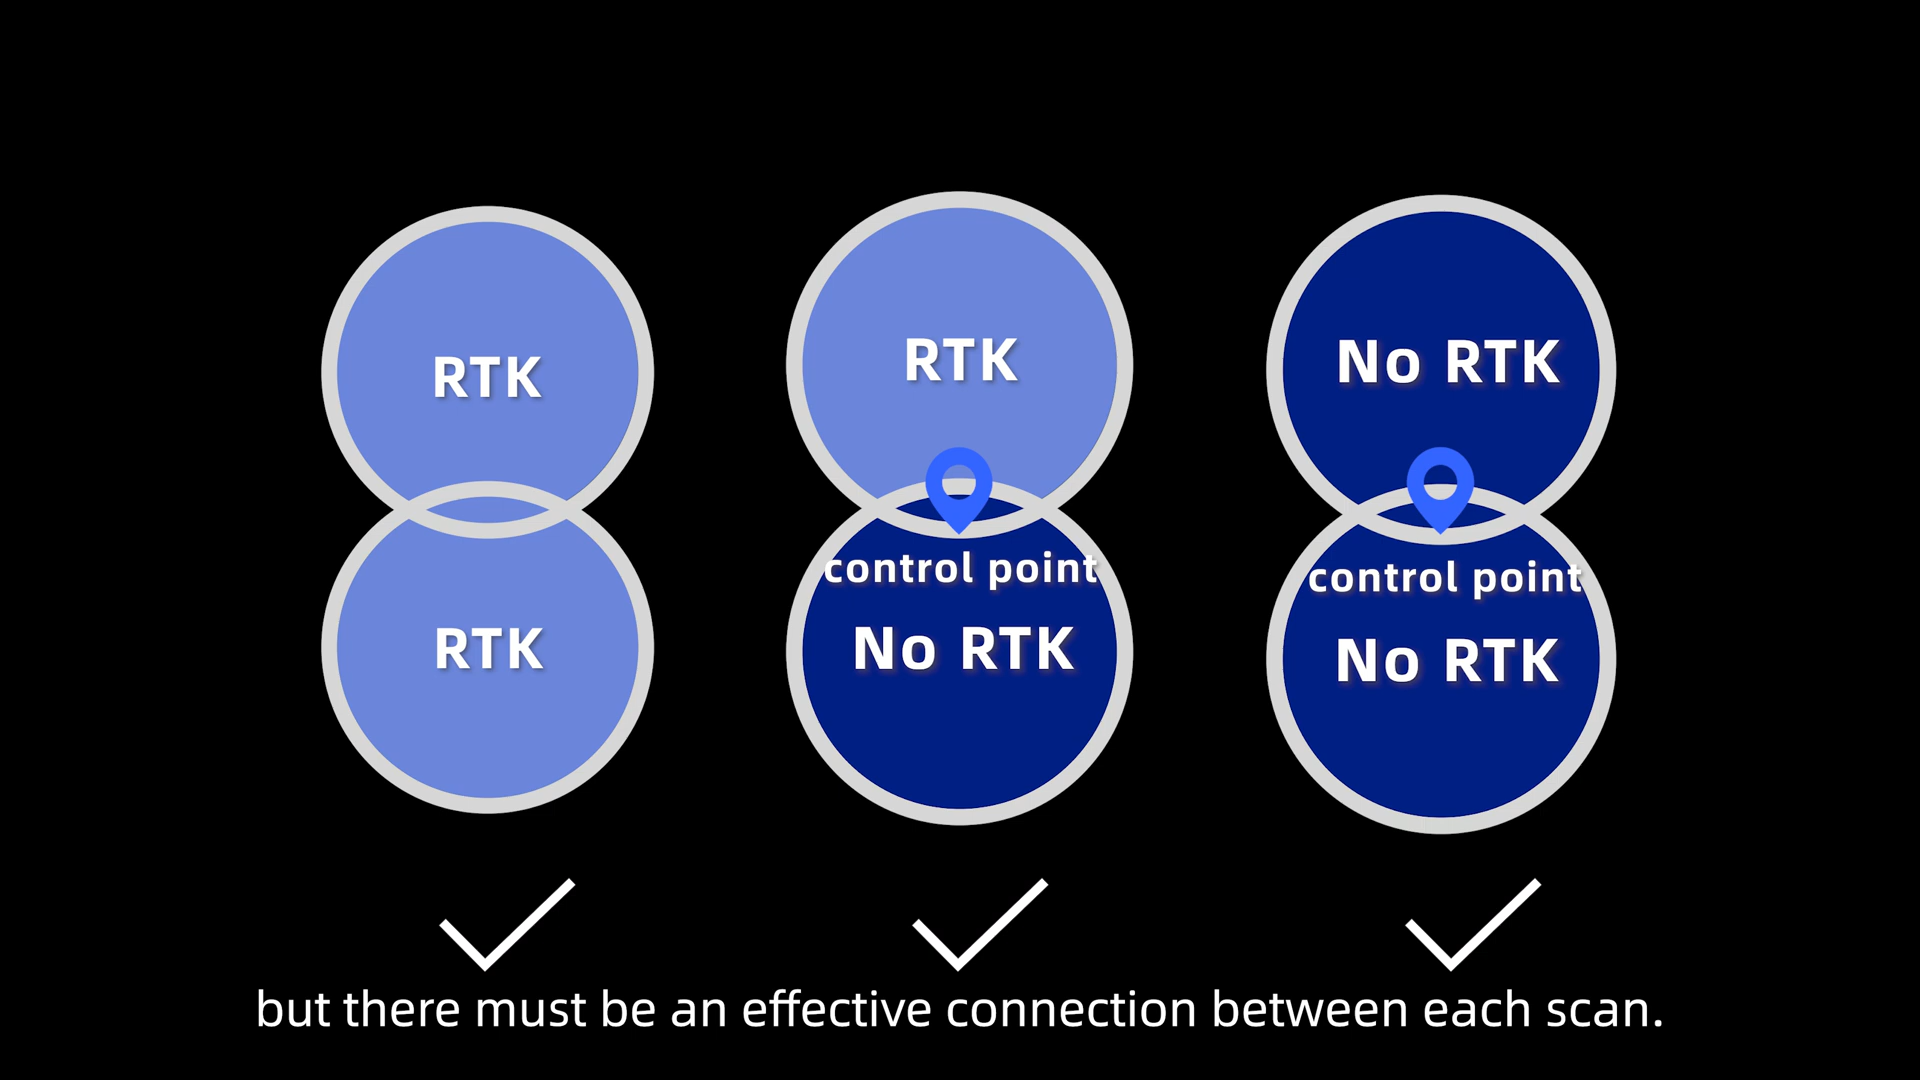 RTK
RTK
RTK
control point
No RTK
No RTK
control point
No RTK
but there must be an effective connection between each scan.